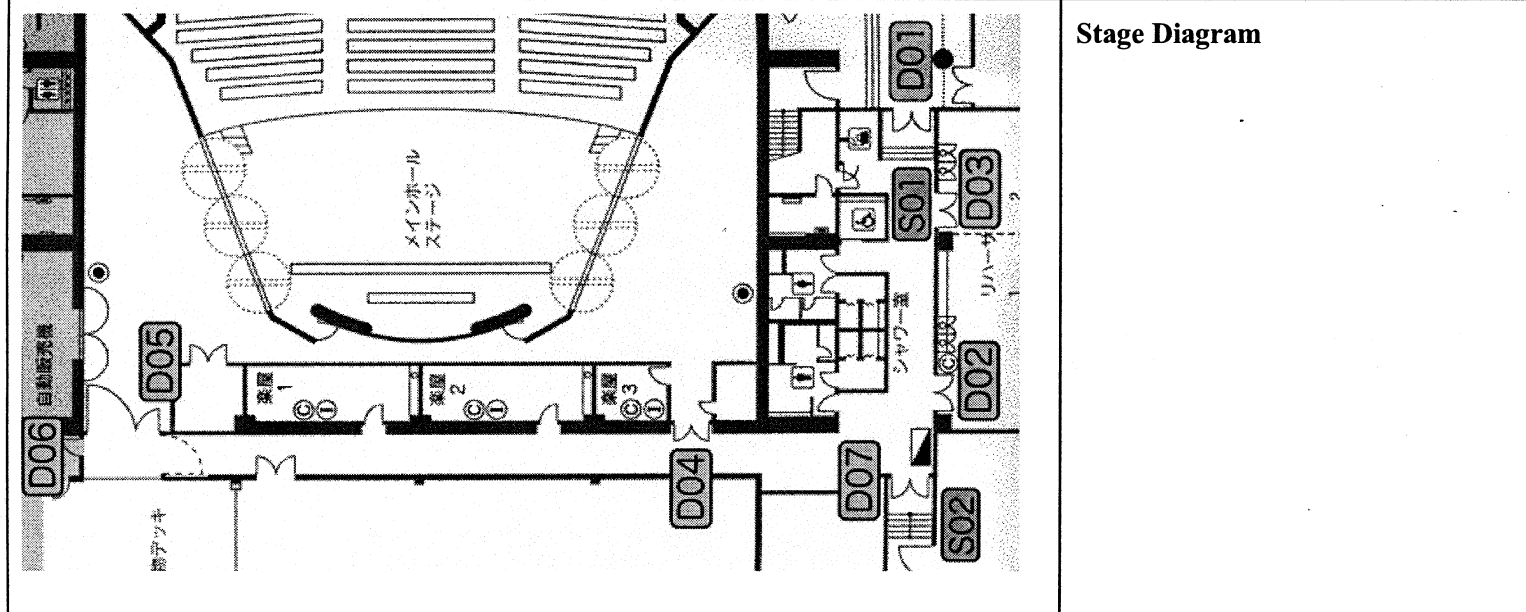 Stage Diagram
D01
メインホール
ステージ
S01
D03
2
リハーサ
1
自動販売機
D05
楽屋
1
C I
楽屋
2
C I
楽屋
3
C I
シャワー室
C
D02
D06
D04
D07
S02
デッキ